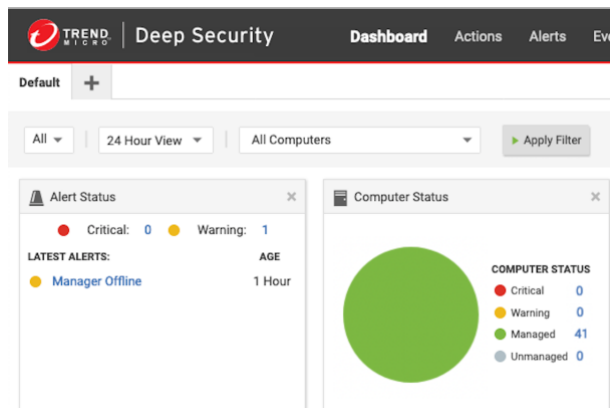 TREND MICRO | Deep Security Dashboard Actions Alerts Eve
Default +
All 24 Hour View All Computers Apply Filter
Alert Status
Critical: 0 Warning: 1
LATEST ALERTS: AGE
Manager Offline 1 Hour
Computer Status
COMPUTER STATUS
Critical 0
Warning 0
Managed 41
Unmanaged 0